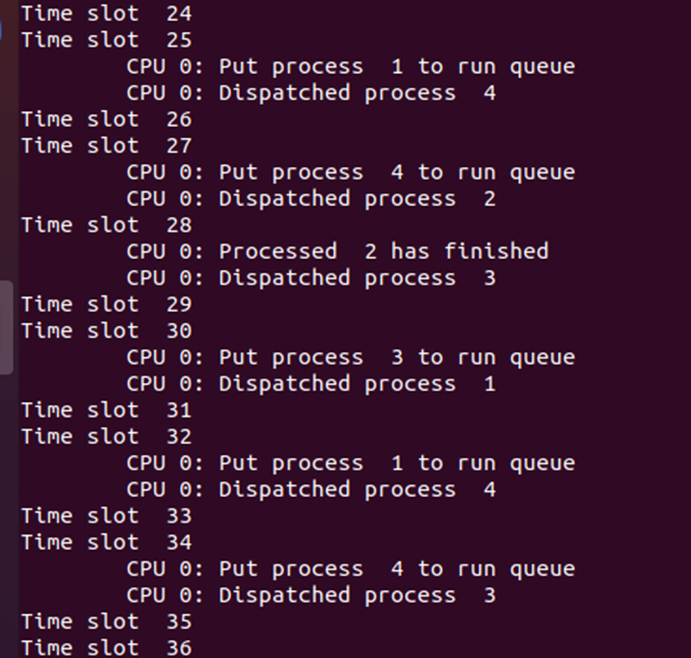 Time slot  24
Time slot  25
        CPU 0: Put process  1 to run queue
        CPU 0: Dispatched process  4
Time slot  26
Time slot  27
        CPU 0: Put process  4 to run queue
        CPU 0: Dispatched process  2
Time slot  28
        CPU 0: Processed  2 has finished
        CPU 0: Dispatched process  3
Time slot  29
Time slot  30
        CPU 0: Put process  3 to run queue
        CPU 0: Dispatched process  1
Time slot  31
Time slot  32
        CPU 0: Put process  1 to run queue
        CPU 0: Dispatched process  4
Time slot  33
Time slot  34
        CPU 0: Put process  4 to run queue
        CPU 0: Dispatched process  3
Time slot  35
Time slot  36